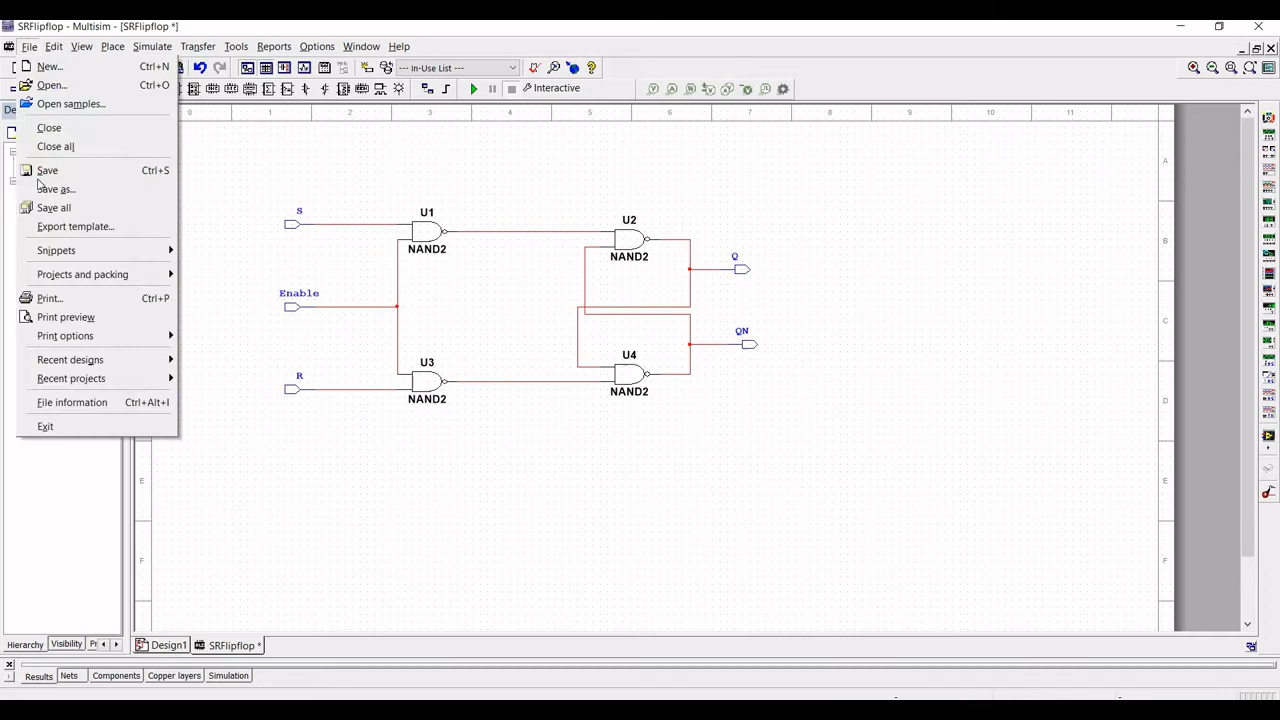 SRFlipflop - Multisim - [SRFlipflop *]
File Edit View Place Simulate Transfer Tools Reports Options Window Help
New... Ctrl+N
Open... Ctrl+O
Open samples...
Close
Close all
Save Ctrl+S
Save as...
Save all
Export template...
Snippets
Projects and packing
Print... Ctrl+P
Print preview
Print options
Recent designs
Recent projects
File information Ctrl+Alt+I
Exit
--- In-Use List ---
Interactive
De
0 1 2 3 4 5 6 7 8 9 10 11
A
B
C
D
E
F
E
F
S
U1
NAND2
U2
NAND2
Q
Enable
QN
R
U3
NAND2
U4
NAND2
Hierarchy Visibility Pr
Design1 SRFlipflop *
Results Nets Components Copper layers Simulation